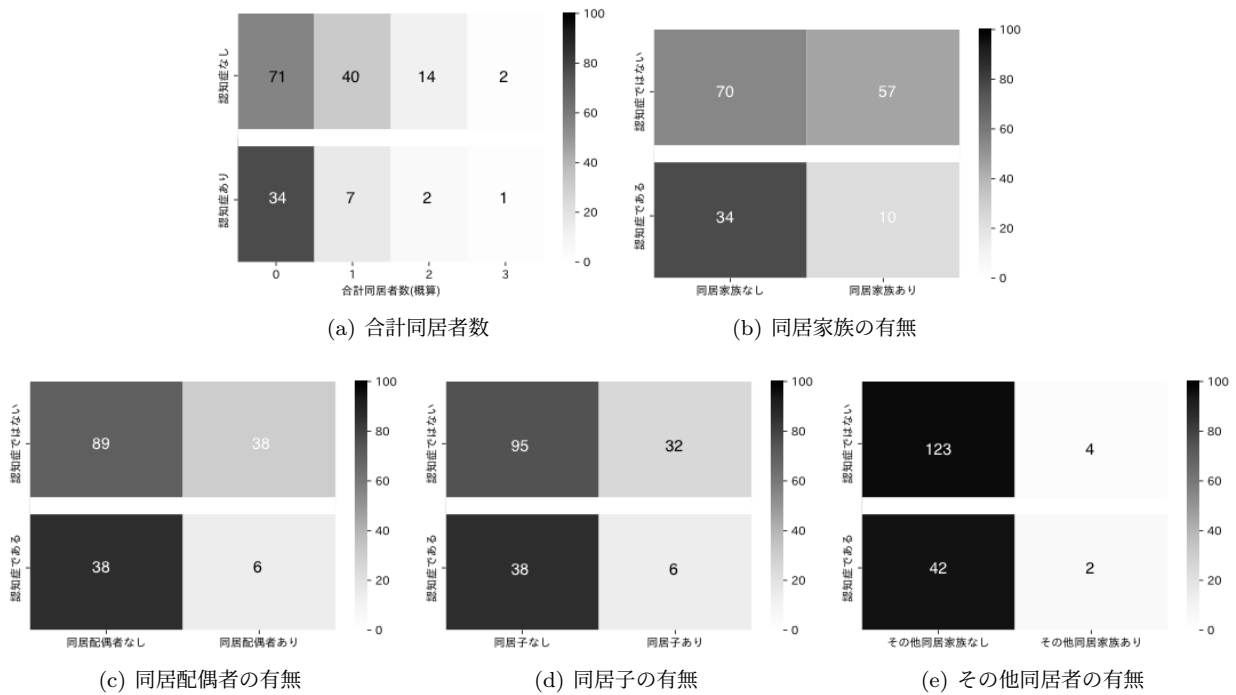 認知症なし
71 40 14 2
認知症あり
34 7 2 1
0 1 2 3
合計同居者数(概算)
100
80
60
40
20
0
(a) 合計同居者数
認知症ではない
70 57
認知症である
34 10
同居家族なし 同居家族あり
100
80
60
40
20
0
(b) 同居家族の有無
認知症ではない
89 38
認知症である
38 6
同居配偶者なし 同居配偶者あり
100
80
60
40
20
0
(c) 同居配偶者の有無
認知症ではない
95 32
認知症である
38 6
同居子なし 同居子あり
100
80
60
40
20
0
(d) 同居子の有無
認知症ではない
123 4
認知症である
42 2
その他同居家族なし その他同居家族あり
100
80
60
40
20
0
(e) その他同居者の有無